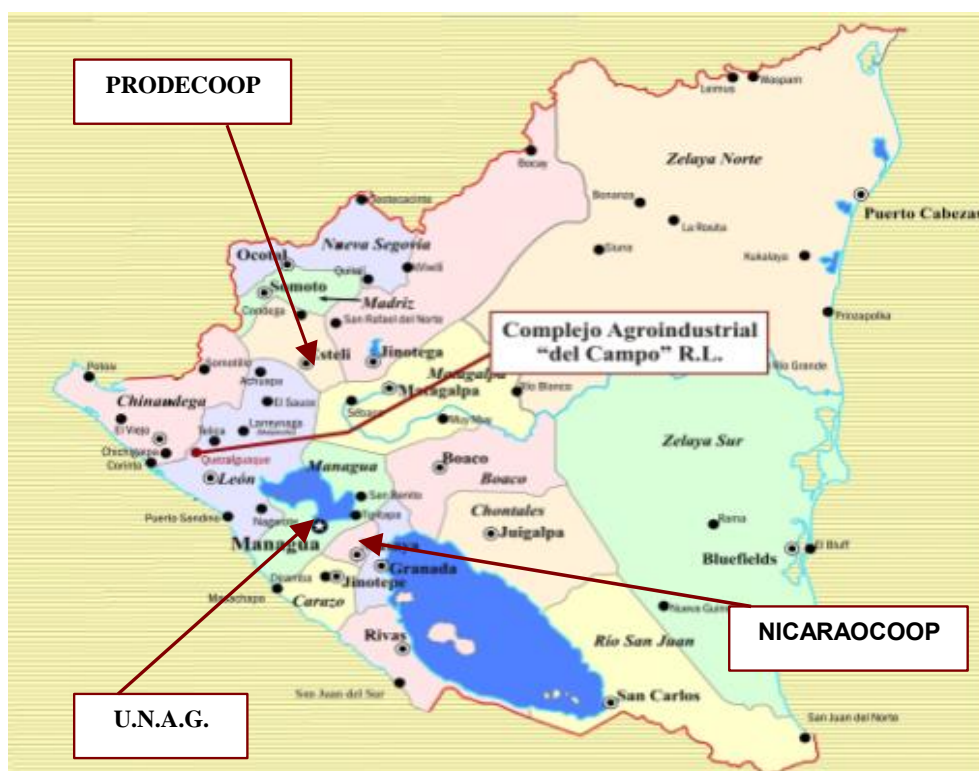 PRODECOOP
Leimus
Waspam
Bocay
Zelaya Norte
Bonanza
Puerto Cabezas
La Rosita
Siuna
Kukalaya
Nueva Segovia
Ocotal
Wiwilí
Quilalí
Somoto
Madriz
Condega
San Rafael del Norte
Prinzapolka
Complejo Agroindustrial
“del Campo” R.L.
Estelí
Jinotega
Río Grande
Potosí
Somotillo
Achuapa
Matagalpa
Matagalpa
Río Blanco
Chinandega
El Sauce
Sébaco
Muy Muy
El Viejo
Telica
Larreynaga
Zelaya Sur
Chichigalpa
Corinto
Quezalguaque
Managua
Boaco
Boaco
León
San Benito
Chontales
Puerto Sandino
Nagarote
Tipitapa
Rama
Managua
Juigalpa
Bluefields
El Bluff
Granada
Diriamba
Jinotepe
Masachapa
Carazo
Nueva Guinea
NICARAOCOOP
Rivas
Río San Juan
San Juan del Sur
San Carlos
U.N.A.G.
San Juan del Norte